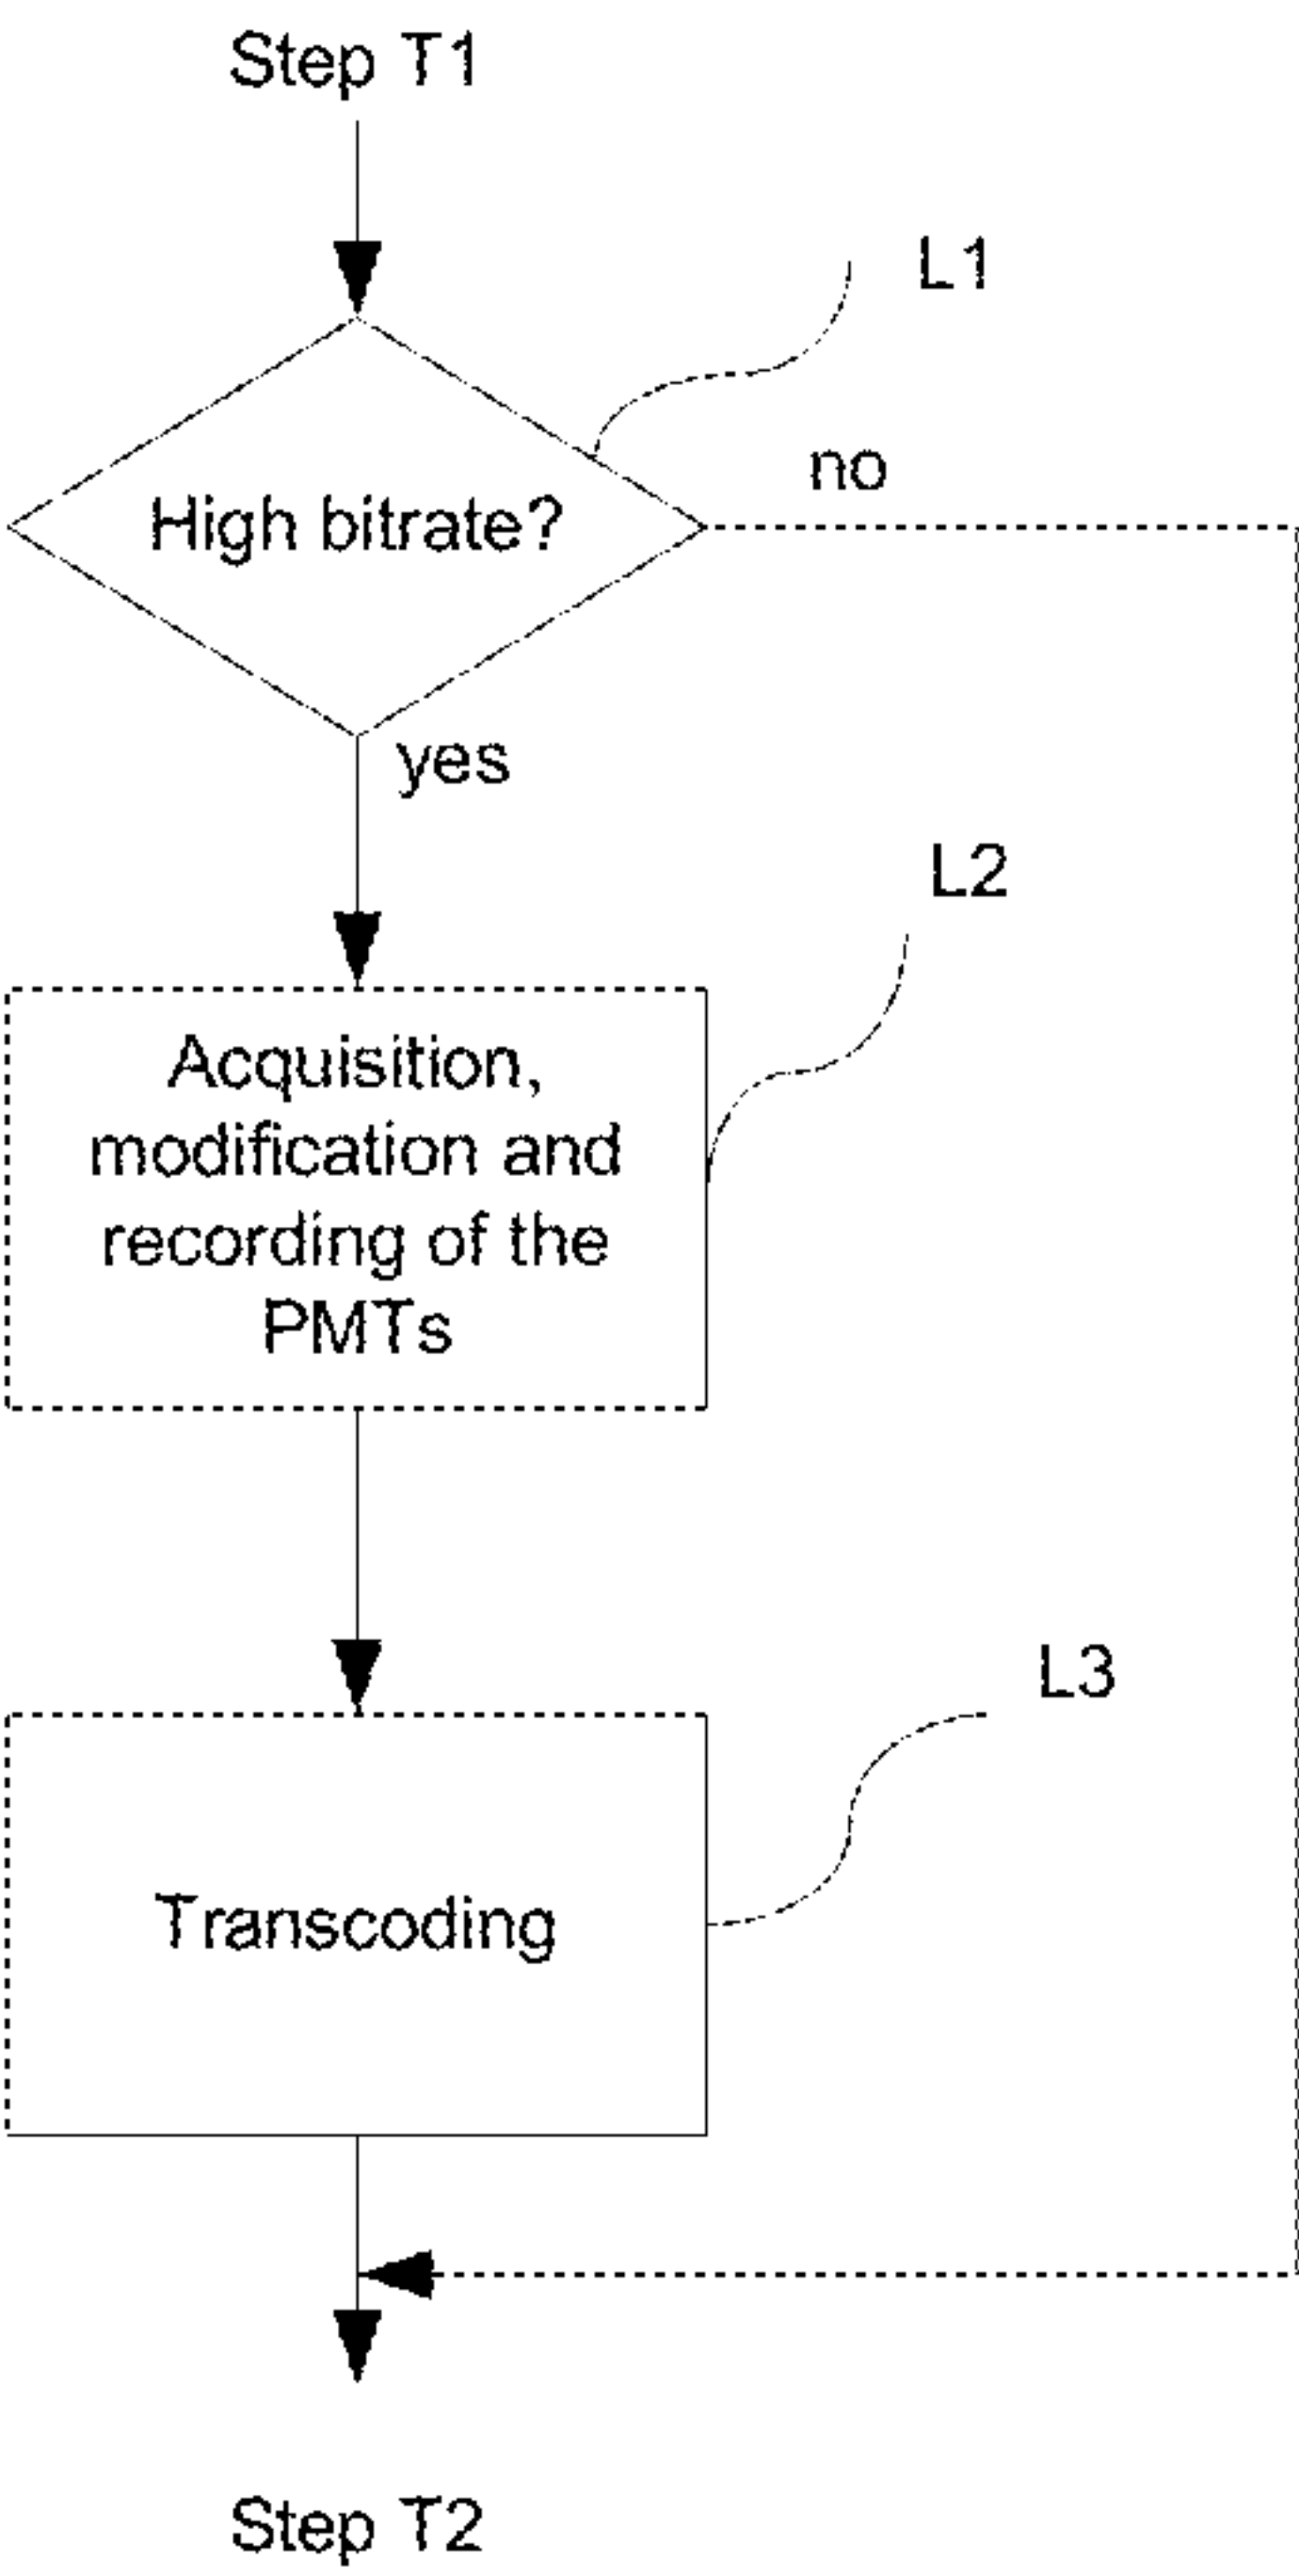 Step T1
L1
no
High bitrate?
yes
L2
Acquisition,
modification and
recording of the
PMTs
L3
Transcoding
Step T2